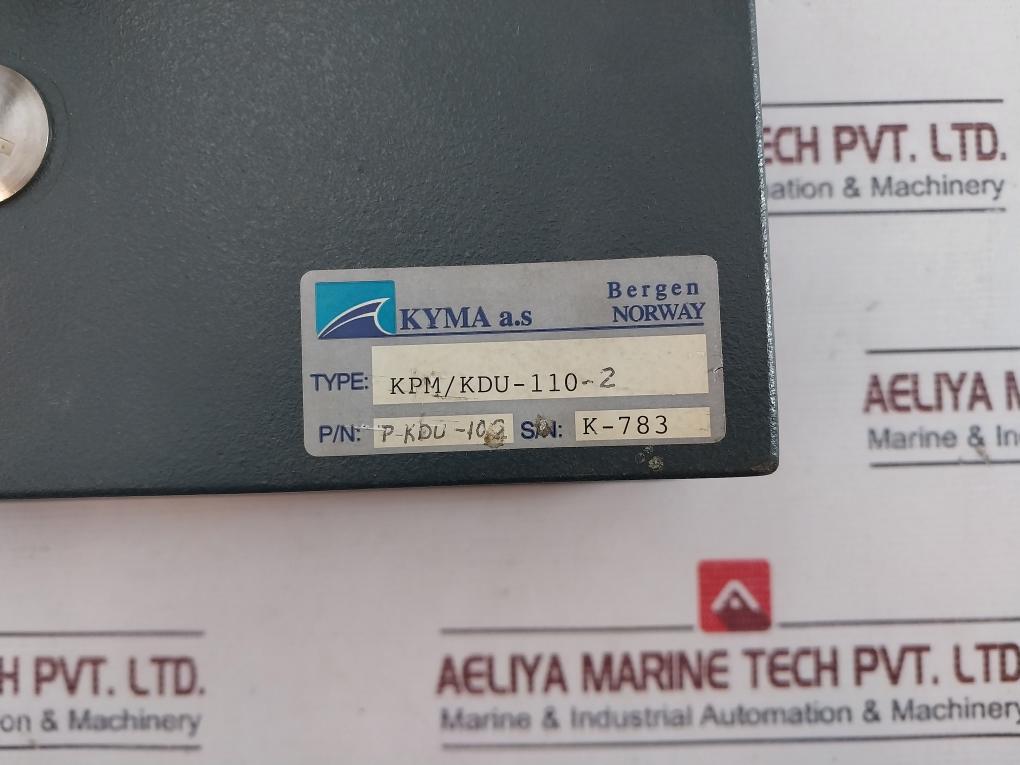 ECH PVT. LTD.
ation & Machinery
KYMA a.s
Bergen
NORWAY
TYPE: KPM/KDU-110-2
P/N: P-KDU-102 S/N: K-783
AELIYA M
Marine & In
H PVT. LTD.
on & Machinery
AELIYA MARINE TECH PVT. LTD
Marine & Industrial Automation & Machinery